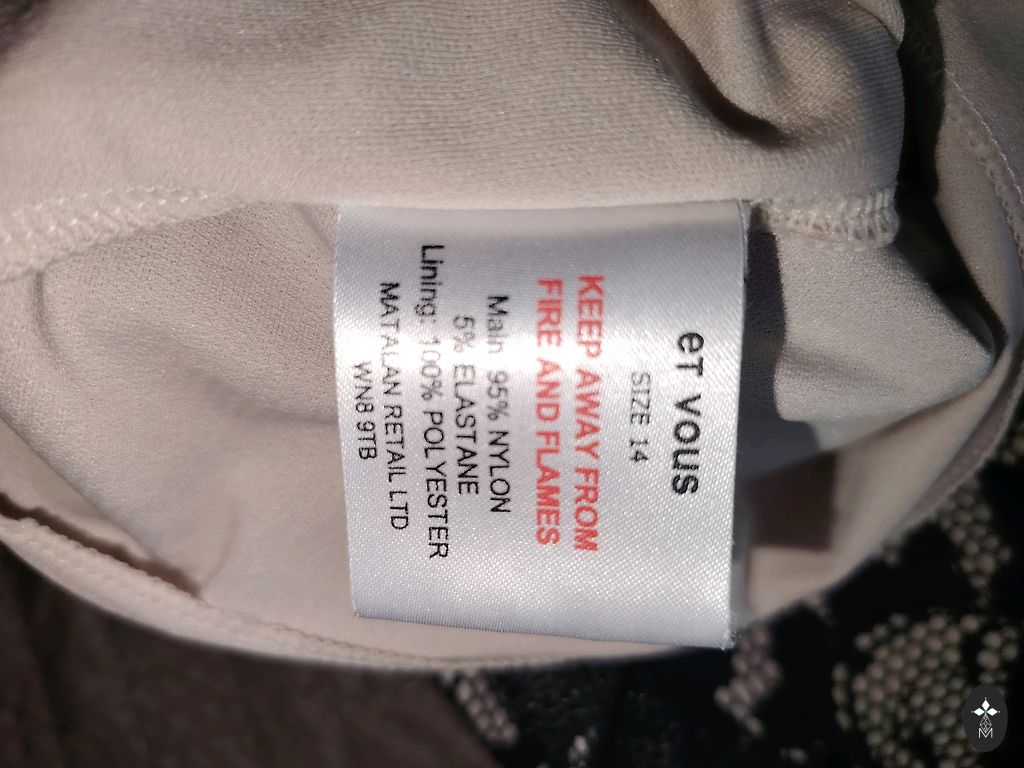 eT vous
SIZE 14
KEEP AWAY FROM
FIRE AND FLAMES
Main 95% NYLON
5% ELASTANE
Lining: 100% POLYESTER
MATALAN RETAIL LTD
WN8 9TB
M